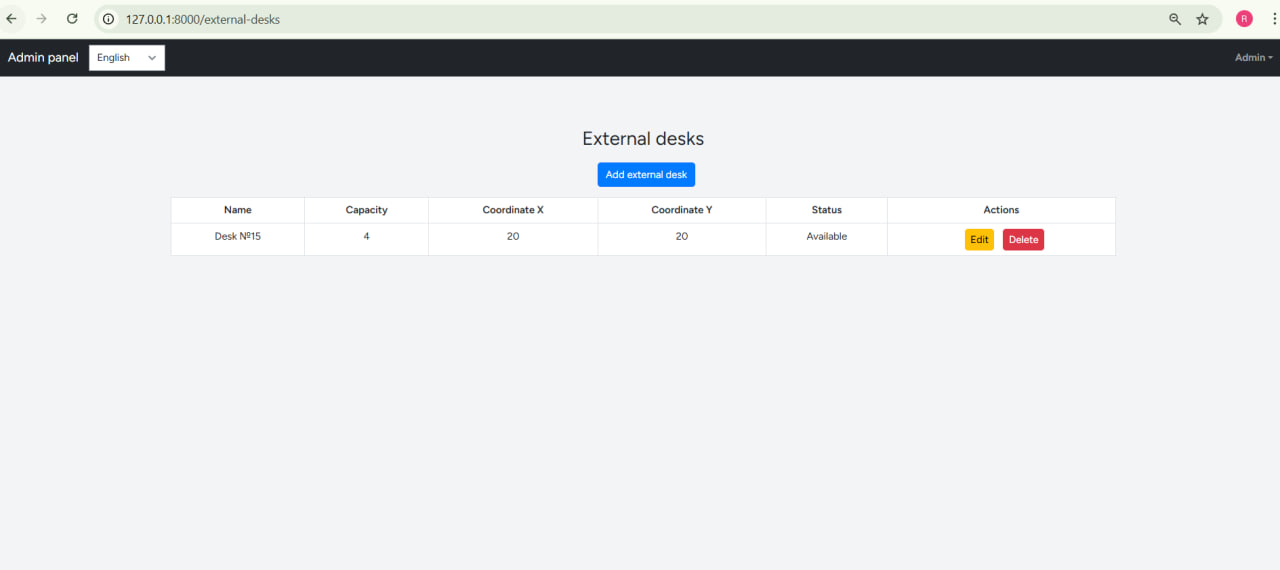 127.0.0.1:8000/external-desks
R
Admin panel English Admin
External desks
Add external desk
Name Capacity Coordinate X Coordinate Y Status Actions
Desk №15 4 20 20 Available Edit Delete